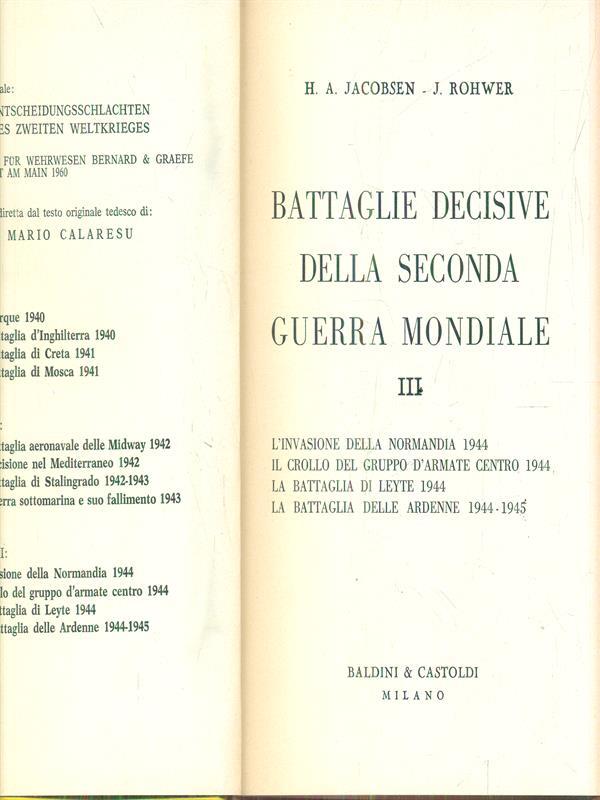 ale:
NTSCHEIDUNGSSCHLACHTEN
ES ZWEITEN WELTKRIEGES
FÜR WEHRWESEN BERNARD & GRAEFE
T AM MAIN 1960
diretta dal testo originale tedesco di:
MARIO CALARESU
rque 1940
ttaglia d'Inghilterra 1940
ttaglia di Creta 1941
ttaglia di Mosca 1941
:
ttaglia aeronavale delle Midway 1942
cisione nel Mediterraneo 1942
ttaglia di Stalingrado 1942-1943
erra sottomarina e suo fallimento 1943
I:
sione della Normandia 1944
lo del gruppo d'armate centro 1944
ttaglia di Leyte 1944
ttaglia delle Ardenne 1944-1945
H. A. JACOBSEN - J. ROHWER
BATTAGLIE DECISIVE
DELLA SECONDA
GUERRA MONDIALE
III
L'INVASIONE DELLA NORMANDIA 1944
IL CROLLO DEL GRUPPO D'ARMATE CENTRO 1944
LA BATTAGLIA DI LEYTE 1944
LA BATTAGLIA DELLE ARDENNE 1944-1945
BALDINI & CASTOLDI
MILANO